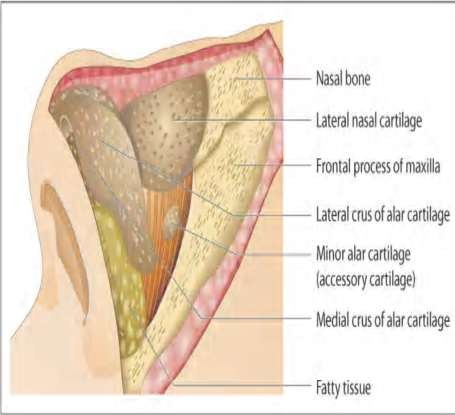 Nasal bone
Lateral nasal cartilage
Frontal process of maxilla
Lateral crus of alar cartilage
Minor alar cartilage
(accessory cartilage)
Medial crus of alar cartilage
Fatty tissue